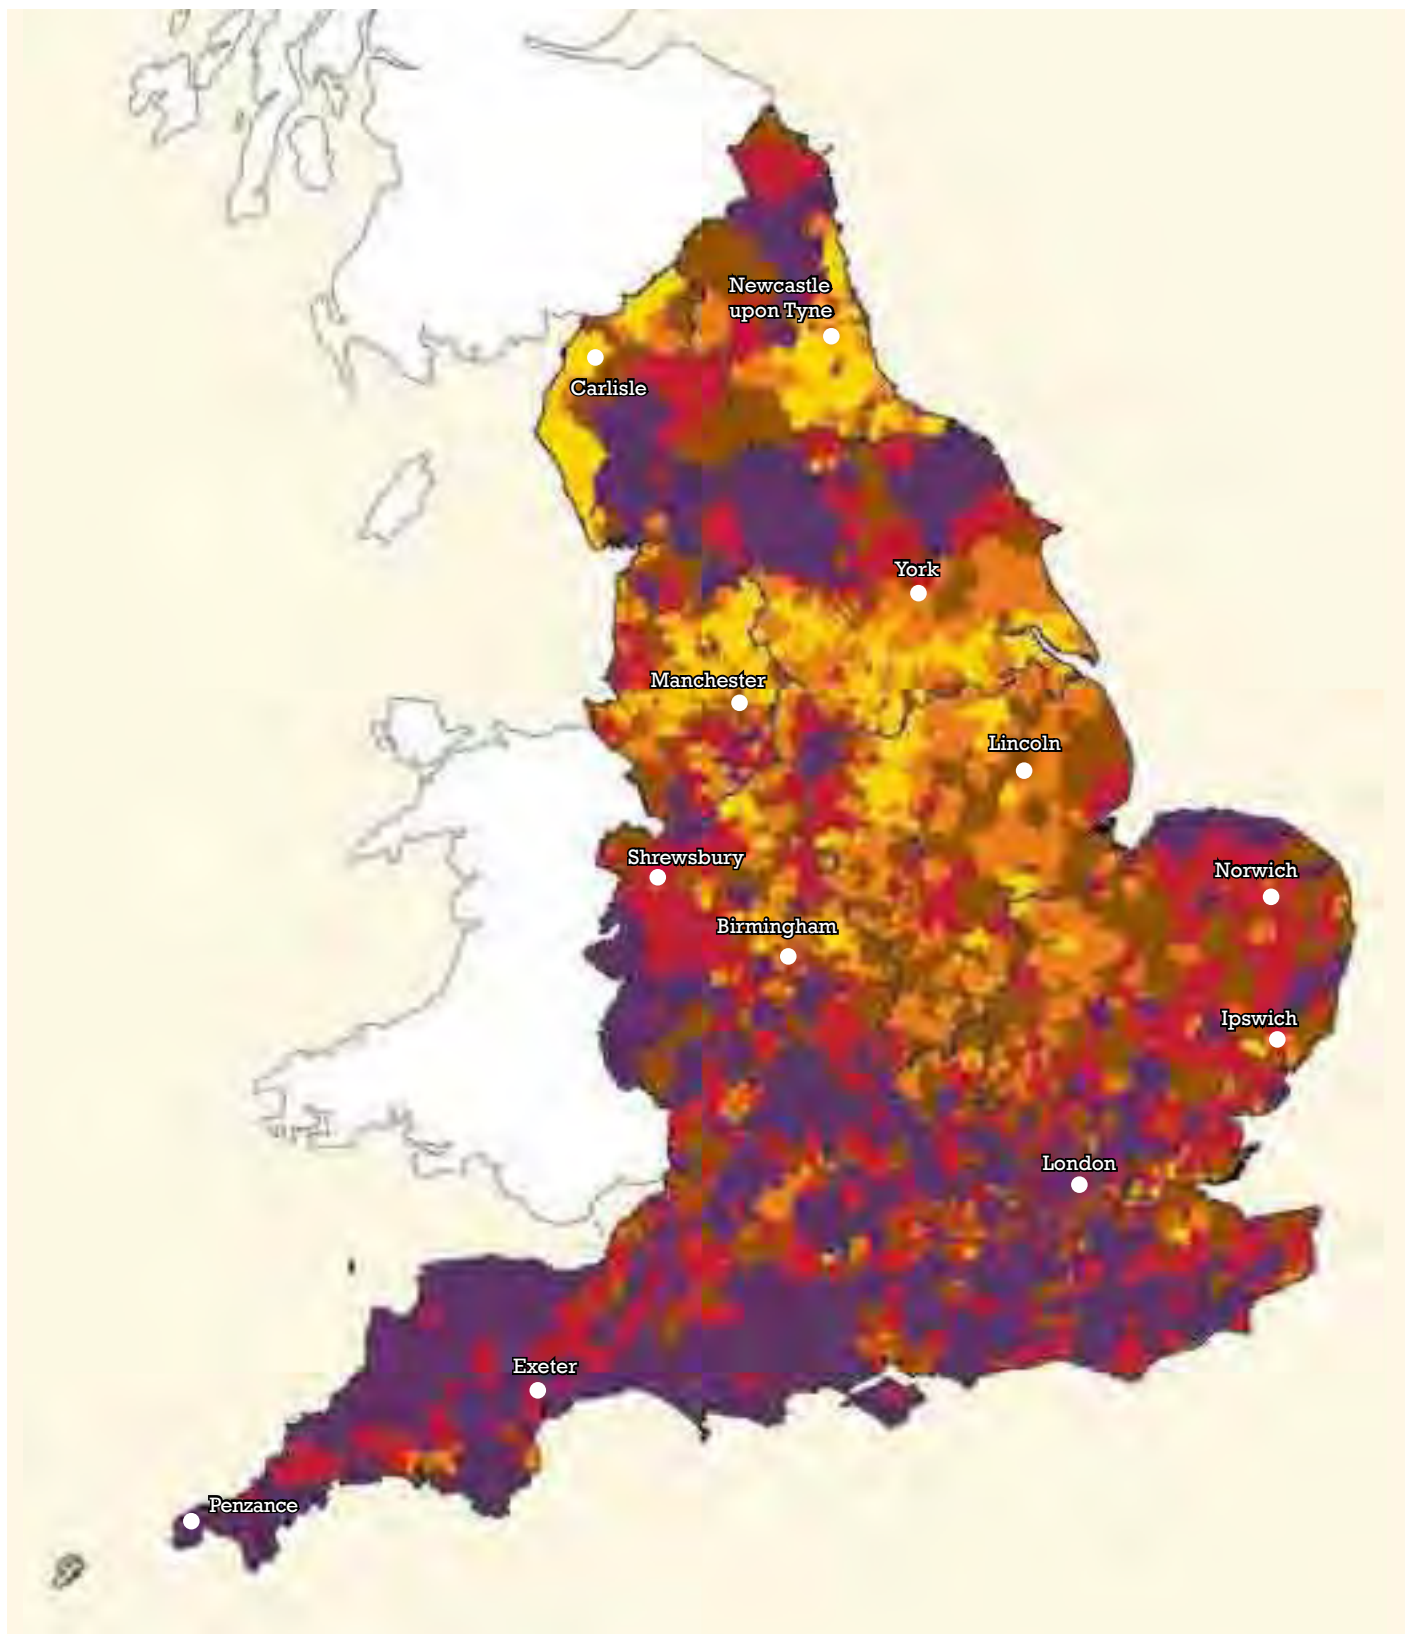 Newcastle
upon Tyne
Carlisle
York
Manchester
Lincoln
Shrewsbury
Norwich
Birmingham
Ipswich
London
Exeter
Penzance